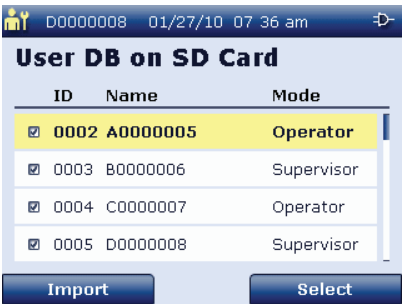 D0000008 01/27/10 07 36 am
User DB on SD Card
ID Name Mode
0002 A0000005 Operator
0003 B0000006 Supervisor
0004 C0000007 Operator
0005 D0000008 Supervisor
Import Select